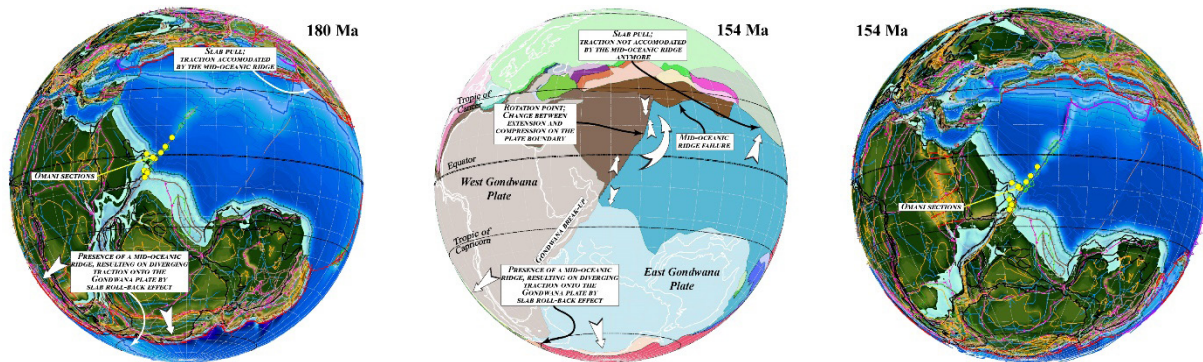 180 Ma
SLAB PULL;
TRACTION ACCOMODATED
BY THE MID-OCEANIC RIDGE
OMANI SECTIONS
PRESENCE OF A MID-OCEANIC
RIDGE, RESULTING ON DIVERGING
TRACTION ONTO THE
GONDWANA PLATE BY
SLAB ROLL-BACK EFFECT
154 Ma
SLAB PULL;
TRACTION NOT ACCOMODATED
BY THE MID-OCEANIC RIDGE
ANYMORE
Tropic of
Cancer
ROTATION POINT;
CHANGE BETWEEN
EXTENSION AND
COMPRESSION ON THE
PLATE BOUNDARY
MID-OCEANIC
RIDGE FAILURE
Equator
West Gondwana
Plate
GONDWANA BREAK-UP
Tropic of
Capricorn
East Gondwana
Plate
PRESENCE OF A MID-OCEANIC
RIDGE, RESULTING ON DIVERGING
TRACTION ONTO THE
GONDWANA PLATE BY
SLAB ROLL-BACK EFFECT
154 Ma
OMANI SECTIONS